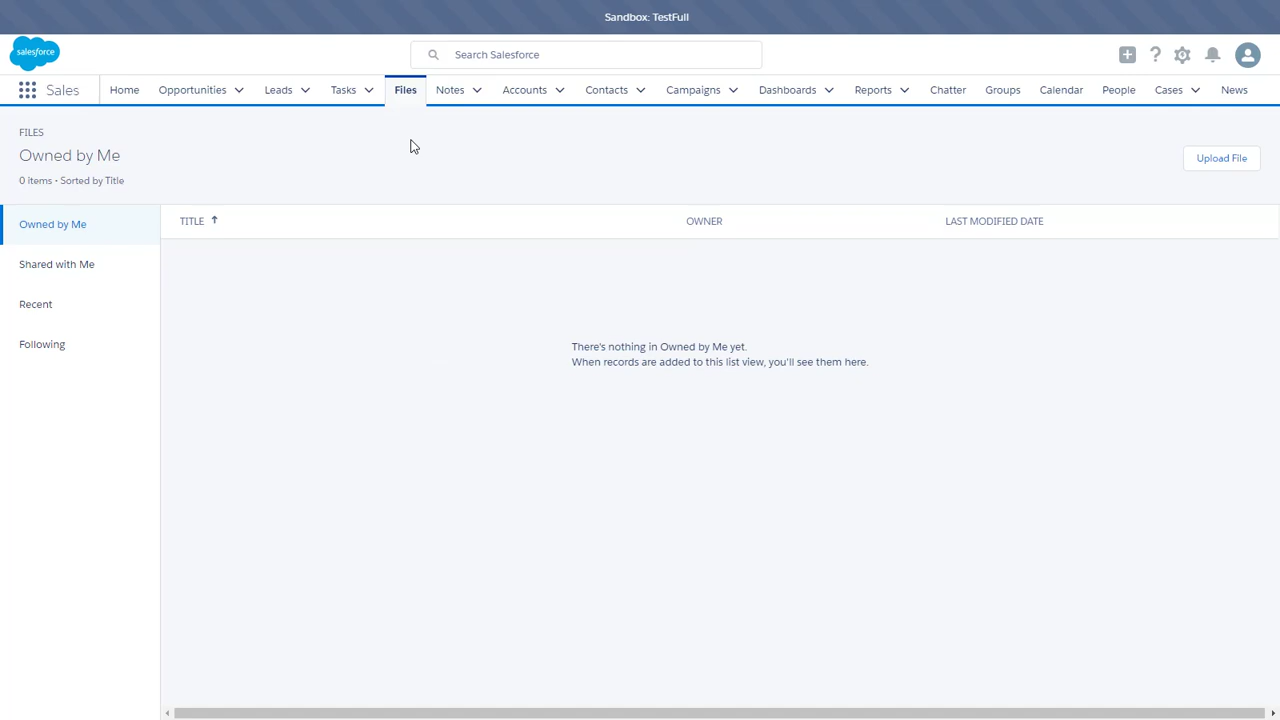 Sandbox: TestFull
salesforce
Search Salesforce
Sales
Home
Opportunities
Leads
Tasks
Files
Notes
Accounts
Contacts
Campaigns
Dashboards
Reports
Chatter
Groups
Calendar
People
Cases
News
FILES
Owned by Me
0 items • Sorted by Title
Upload File
Owned by Me
Shared with Me
Recent
Following
TITLE
OWNER
LAST MODIFIED DATE
There's nothing in Owned by Me yet.
When records are added to this list view, you'll see them here.